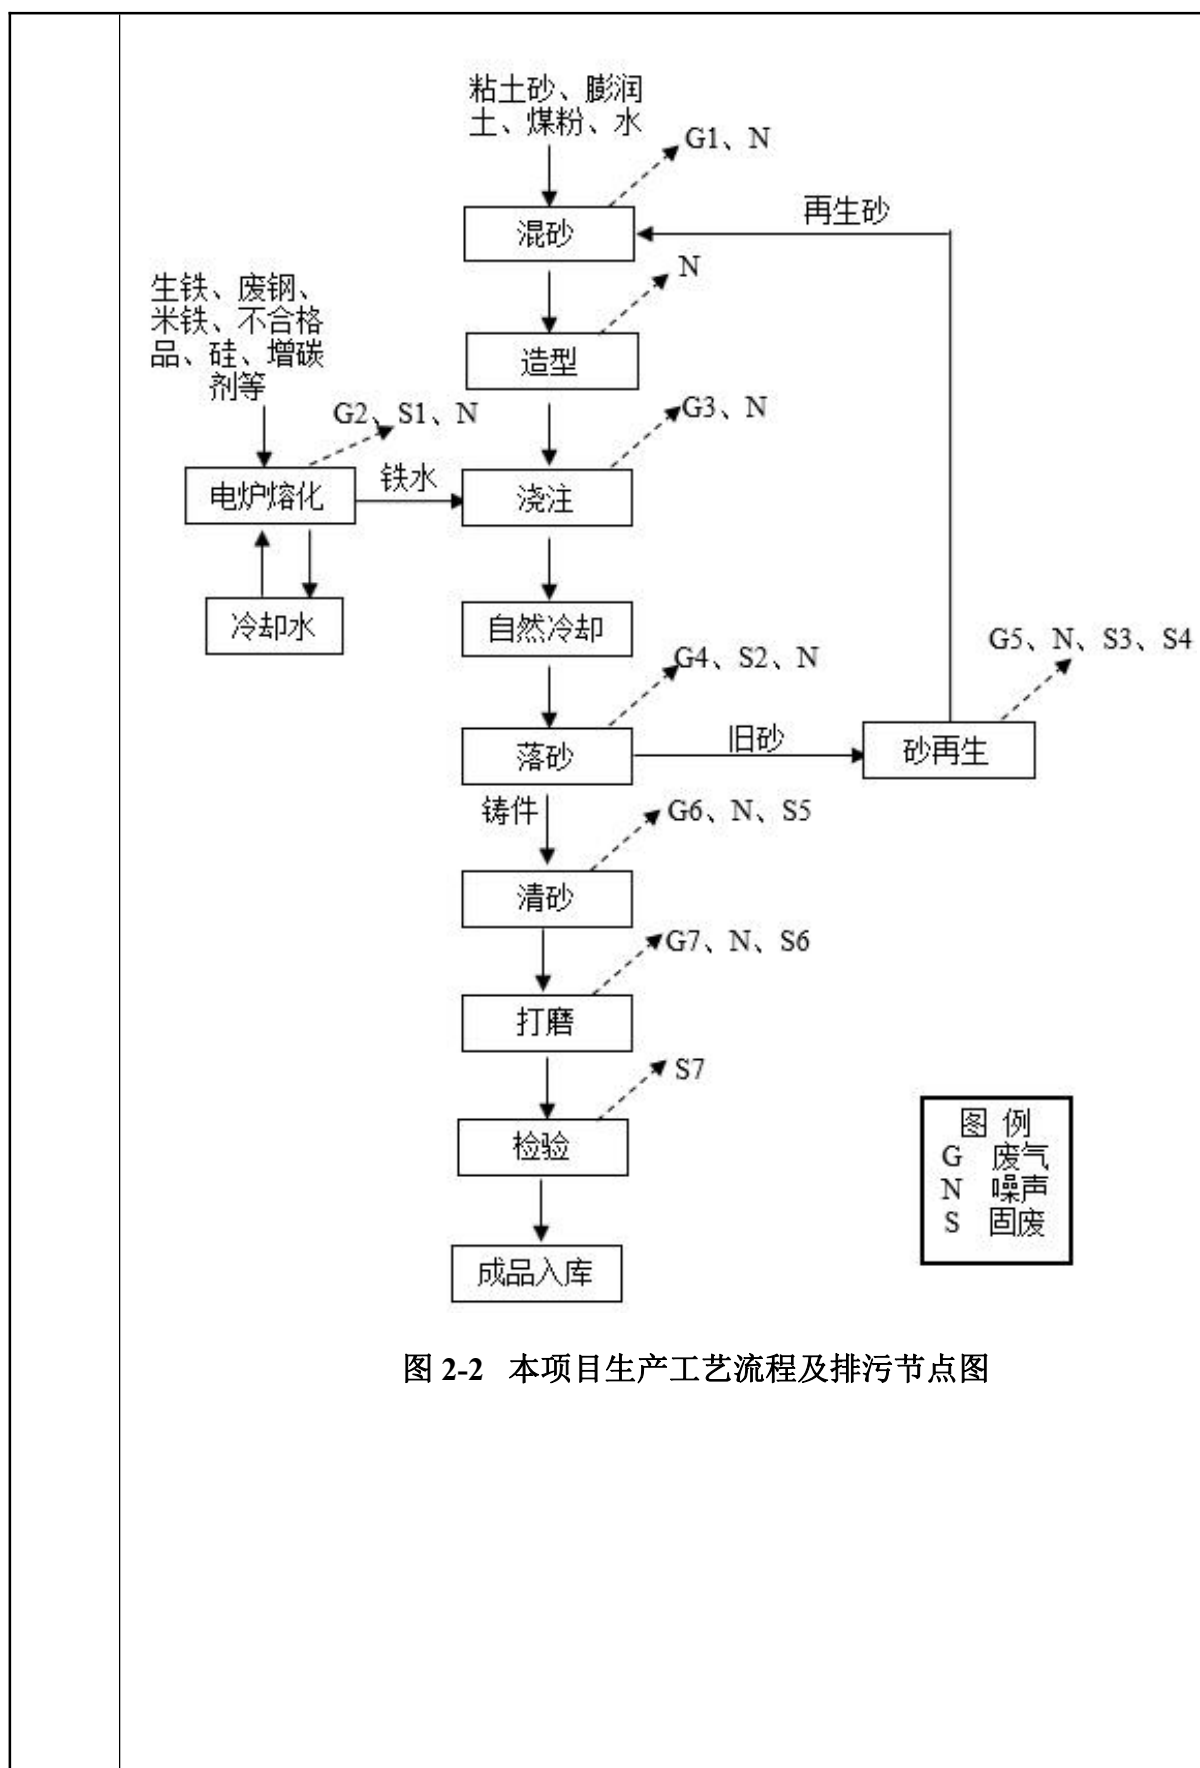 粘土砂、膨润
土、煤粉、水
G1、N
混砂
再生砂
N
造型
生铁、废钢、
米铁、不合格
品、硅、增碳
剂等
G2、S1、N
G3、N
电炉熔化
铁水
浇注
冷却水
自然冷却
G4、S2、N
G5、N、S3、S4
落砂
旧砂
砂再生
铸件
G6、N、S5
清砂
G7、N、S6
打磨
S7
检验
成品入库
图 例
G 废气
N 噪声
S 固废
图 2-2 本项目生产工艺流程及排污节点图